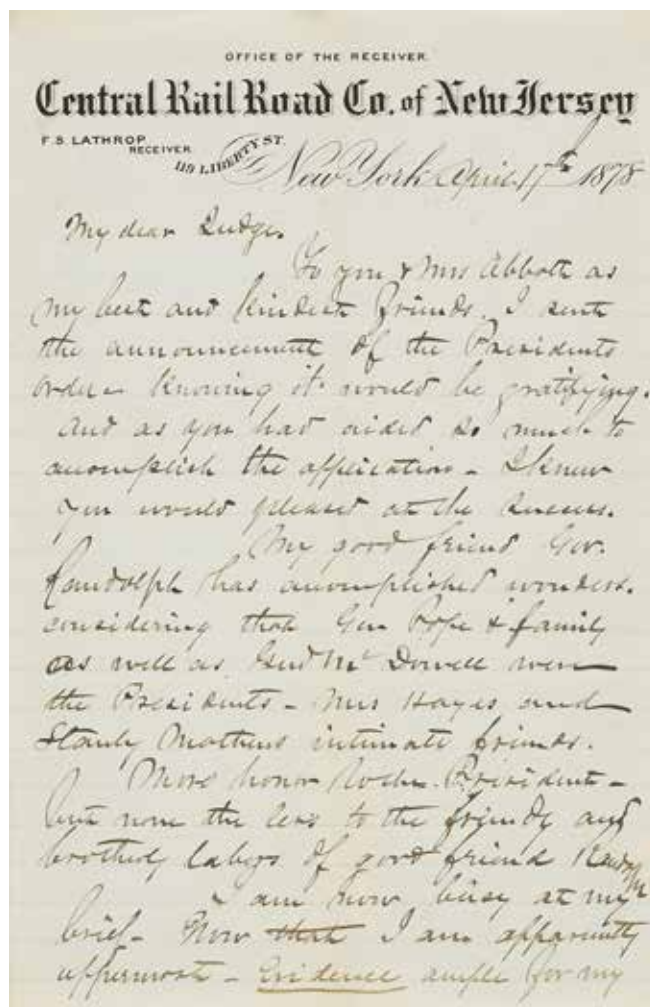 OFFICE OF THE RECEIVER.
Central Rail Road Co. of New Jersey
F. S. LATHROP
RECEIVER
119 LIBERTY ST.
New York April 17th 1878
My dear Judge.
To you & Mrs Abbott as
my best and kindest friends. I sent
the announcement of the Presidents
order - knowing it would be gratifying.
and as you had aided so much to
accomplish the application - I knew
you would pleased at the success.
My good friend Gov.
Randolph has accomplished wonders.
considering that Gen Pope & family
as well as Genl Mc Dowell were
the Presidents - Mrs Hayes and
Stanly Mathews intimate friends.
More honor to the President -
but none the less to the friendly and
brotherly labors of good friend Randolph
I am now busy at my
brief - Now that I am apparently
uppermost - Evidence ample for my